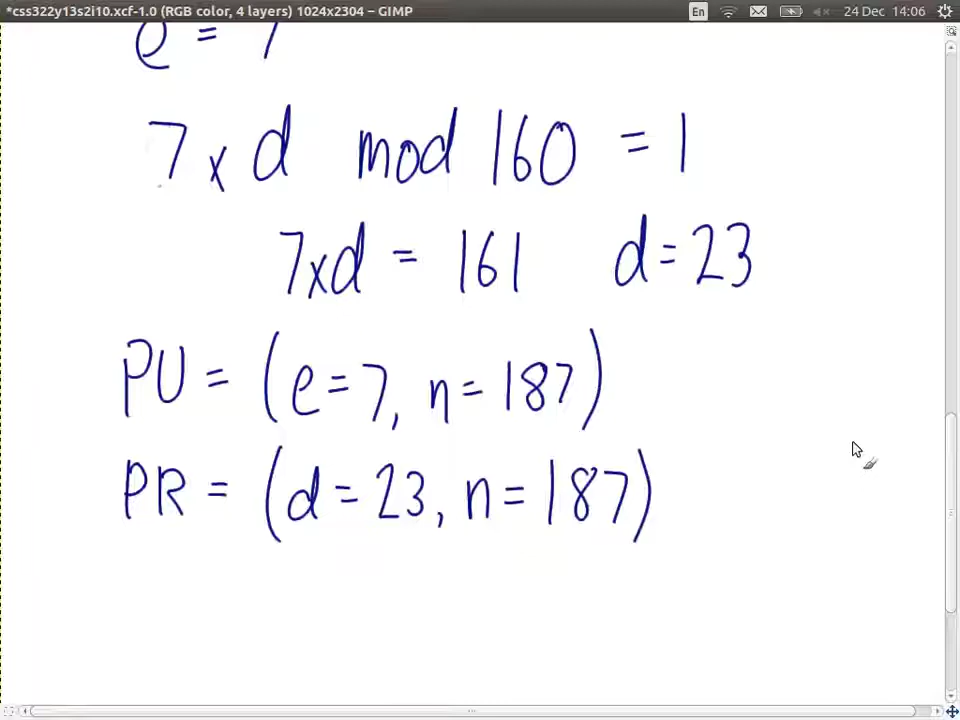 *css322y13s2i10.xcf-1.0 (RGB color, 4 layers) 1024x2304 – GIMP
En
24 Dec 14:06
e = 7
7 x d mod 160 = 1
7xd = 161 d = 23
PU = (e = 7, n = 187)
PR = (d = 23, n = 187)